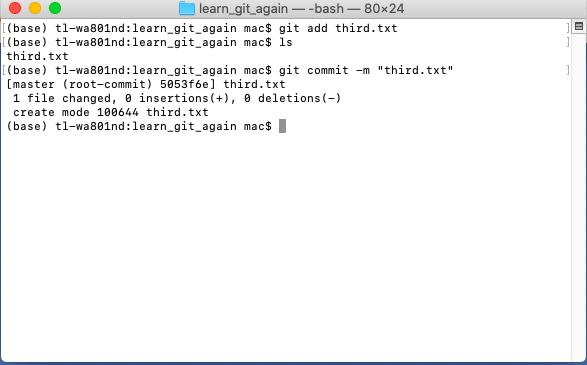 learn_git_again — -bash — 80×24
[(base) tl-wa801nd:learn_git_again mac$ git add third.txt ]
[(base) tl-wa801nd:learn_git_again mac$ ls ]
third.txt
[(base) tl-wa801nd:learn_git_again mac$ git commit -m "third.txt" ]
[master (root-commit) 5053f6e] third.txt
 1 file changed, 0 insertions(+), 0 deletions(-)
 create mode 100644 third.txt
(base) tl-wa801nd:learn_git_again mac$